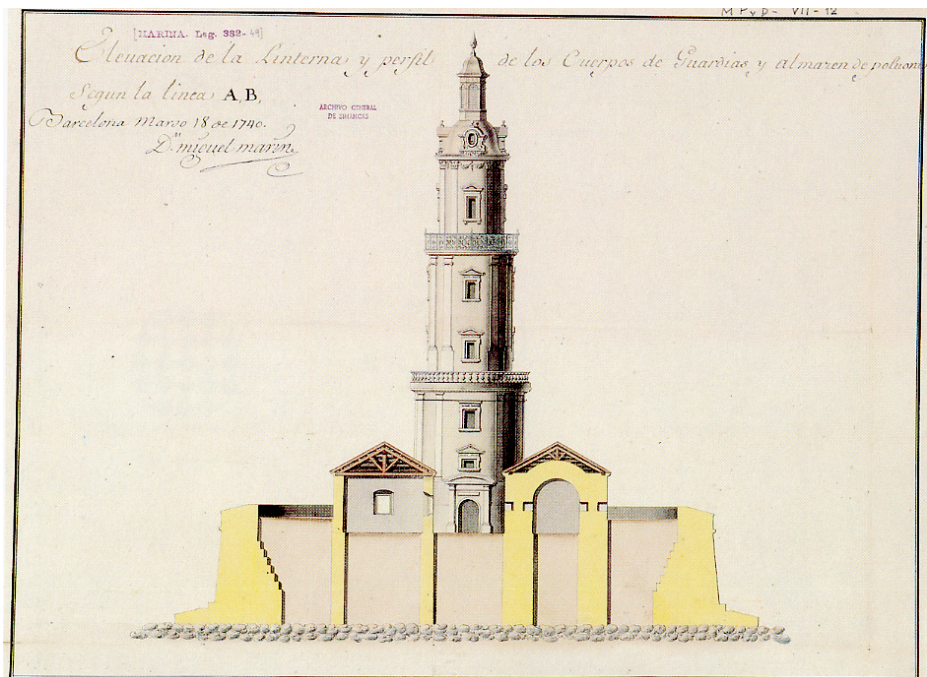 M P y D - VII - 12
[MARINA. Leg. 388-49]
Elevacion de la Linterna y perfil de los Cuerpos de Guardias y almazen de polvora
Segun la linea A, B,
ARCHIVO GENERAL
DE SIMANCAS
Barcelona Marzo 18 de 1740.
Dn miguel marin